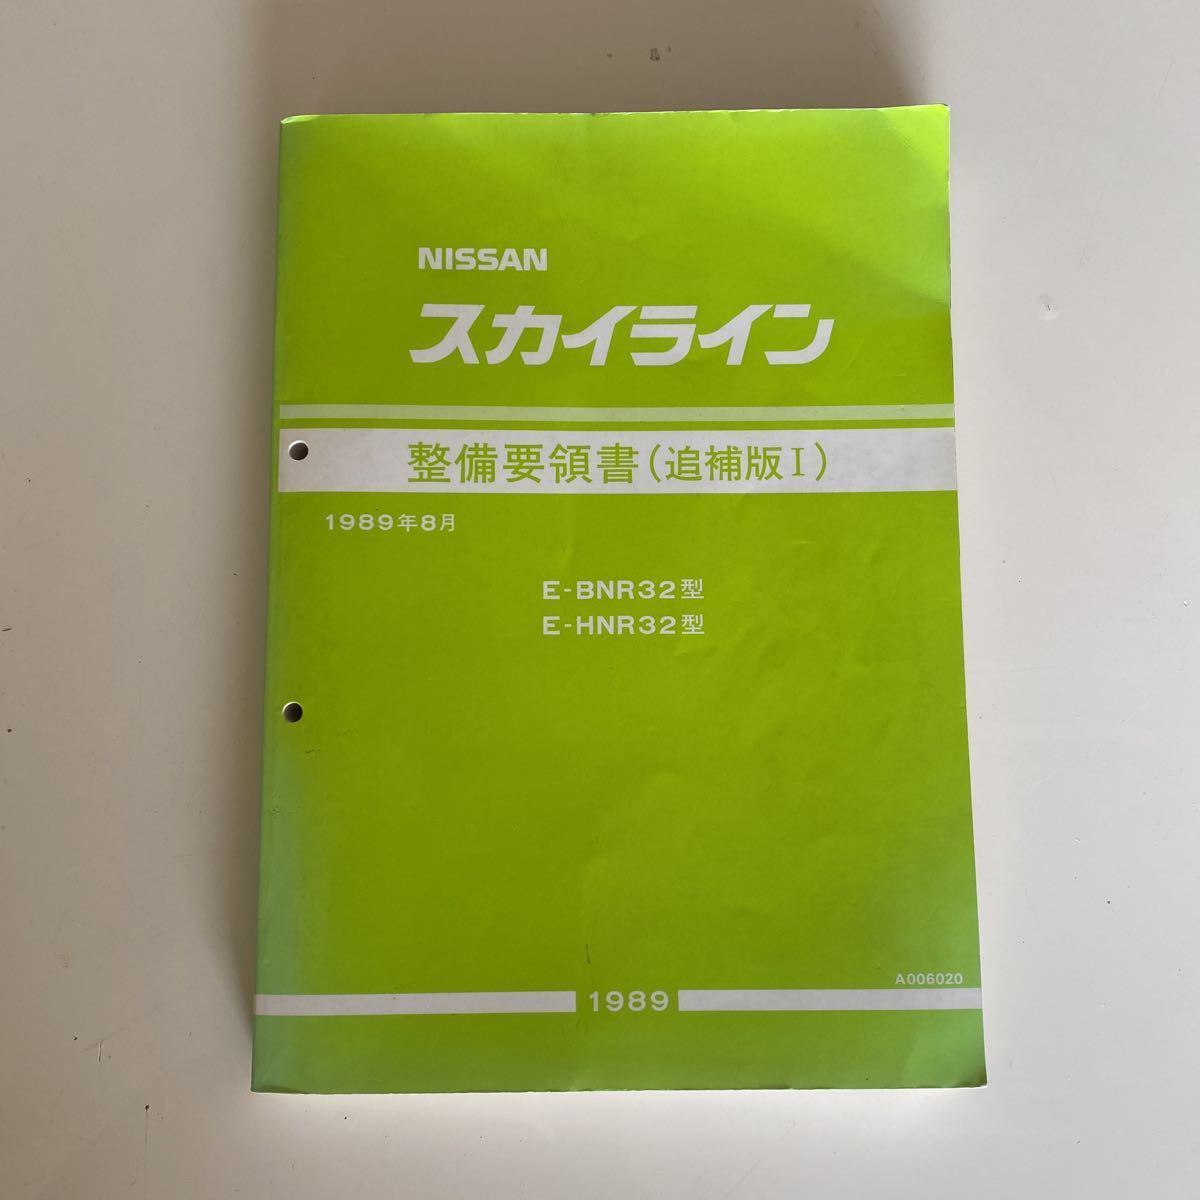 NISSAN
スカイライン
整備要領書(追補版Ⅰ)
1989年8月
E-BNR32型
E-HNR32型
A006020
1989